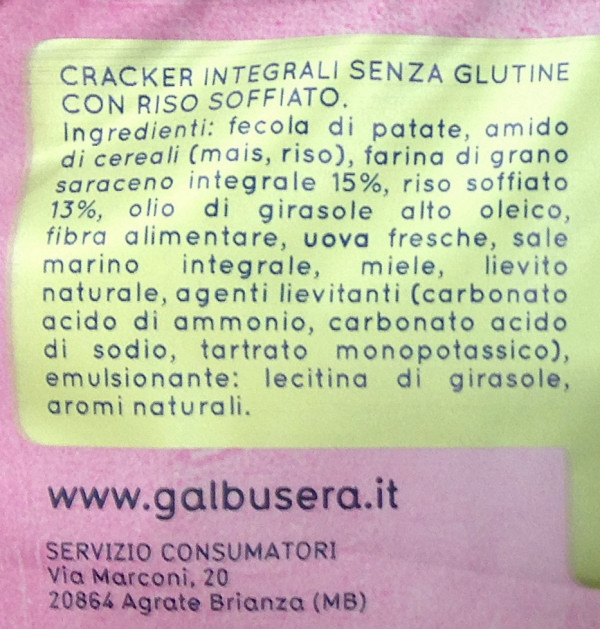 CRACKER INTEGRALI SENZA GLUTINE
CON RISO SOFFIATO.
Ingredienti: fecola di patate, amido
di cereali (mais, riso), farina di grano
saraceno integrale 15%, riso soffiato
13%, olio di girasole alto oleico,
fibra alimentare, uova fresche, sale
marino integrale, miele, lievito
naturale, agenti lievitanti (carbonato
acido di ammonio, carbonato acido
di sodio, tartrato monopotassico),
emulsionante: lecitina di girasole,
aromi naturali.
www.galbusera.it
SERVIZIO CONSUMATORI
Via Marconi, 20
20864 Agrate Brianza (MB)